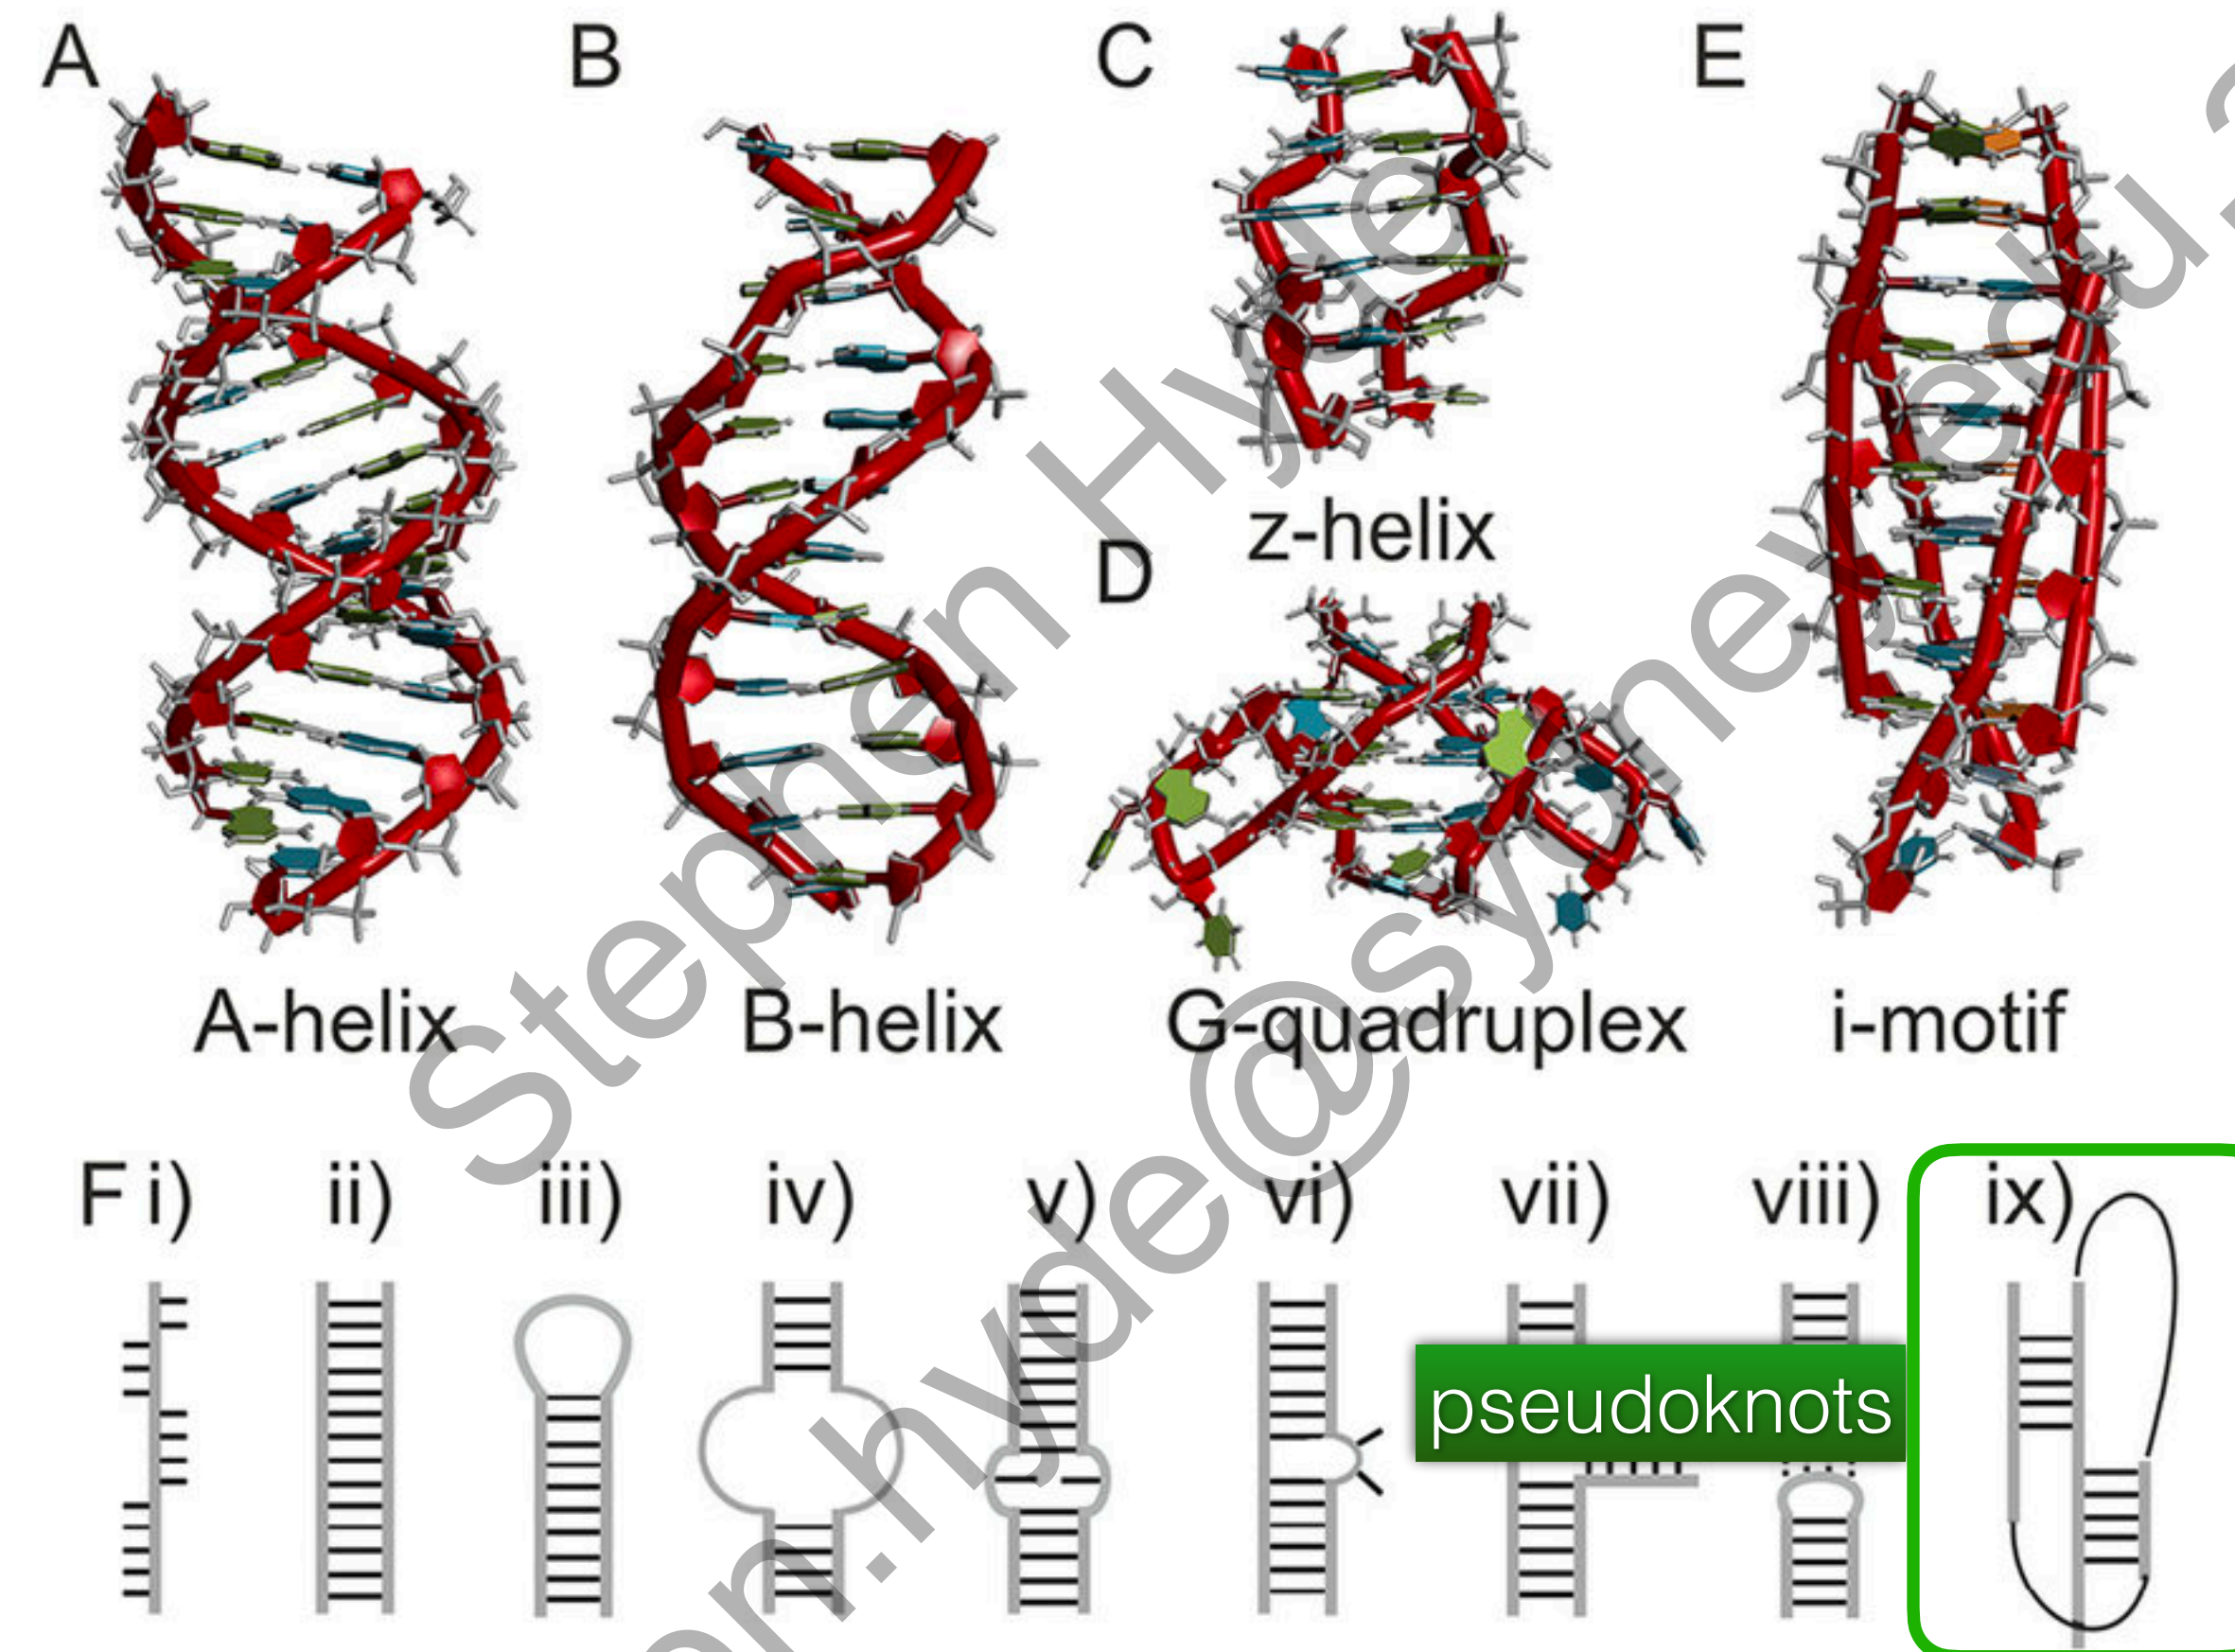 A
B
C
E
z-helix
D
A-helix
B-helix
G-quadruplex
i-motif
F i)
ii)
iii)
iv)
v)
vi)
vii)
viii)
ix)
pseudoknots
Stephen Hyde
stephen.hyde@sydney.edu